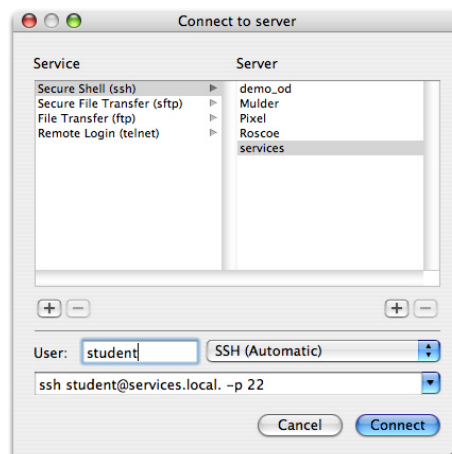 Connect to server
Service
Server
Secure Shell (ssh)
Secure File Transfer (sftp)
File Transfer (ftp)
Remote Login (telnet)
demo_od
Mulder
Pixel
Roscoe
services
User: student SSH (Automatic)
ssh student@services.local. -p 22
Cancel Connect